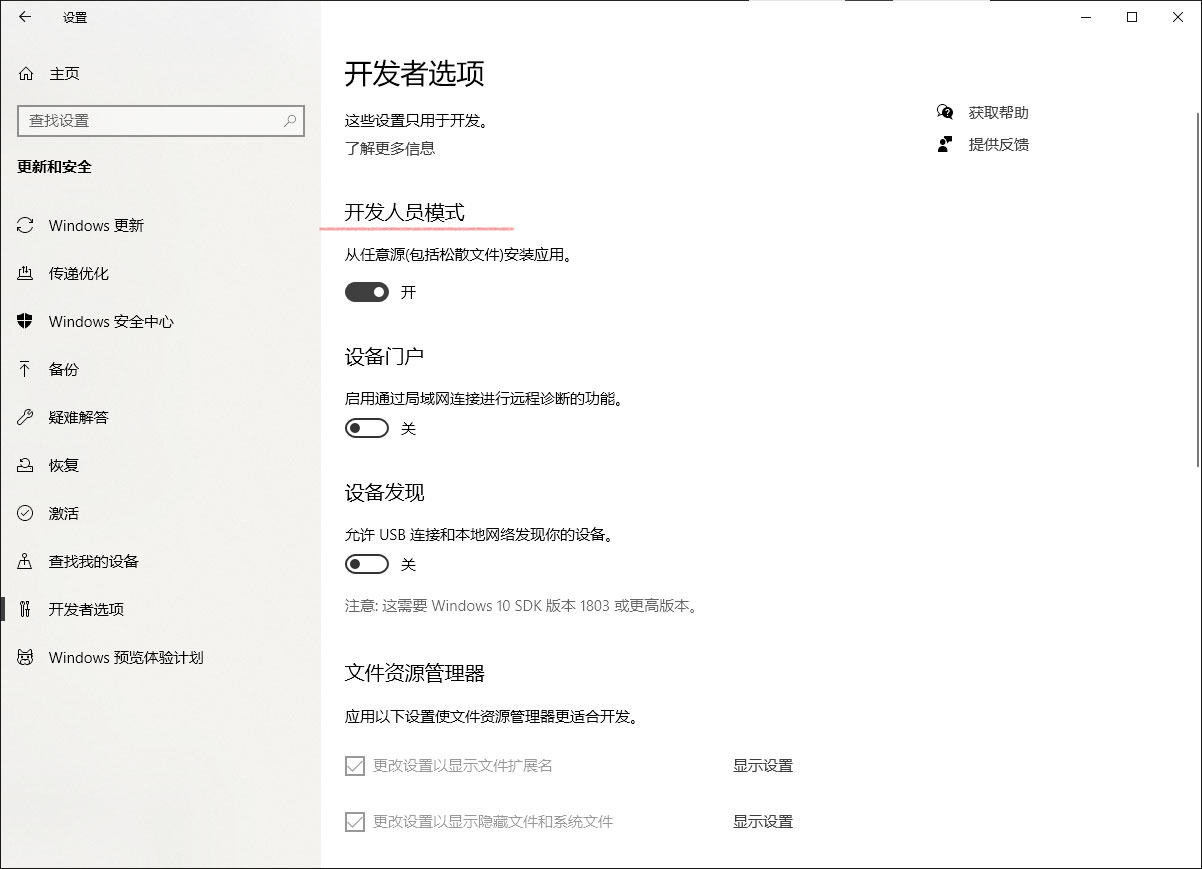 设置
主页
查找设置
更新和安全
Windows 更新
传递优化
Windows 安全中心
备份
疑难解答
恢复
激活
查找我的设备
开发者选项
Windows 预览体验计划
开发者选项
这些设置只用于开发。
了解更多信息
开发人员模式
从任意源(包括松散文件)安装应用。
开
设备门户
启用通过局域网连接进行远程诊断的功能。
关
设备发现
允许 USB 连接和本地网络发现你的设备。
关
注意: 这需要 Windows 10 SDK 版本 1803 或更高版本。
文件资源管理器
应用以下设置使文件资源管理器更适合开发。
更改设置以显示文件扩展名 显示设置
更改设置以显示隐藏文件和系统文件 显示设置
获取帮助
提供反馈